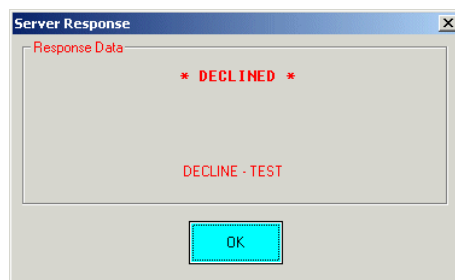 Server Response
Response Data
* DECLINED *
DECLINE - TEST
OK